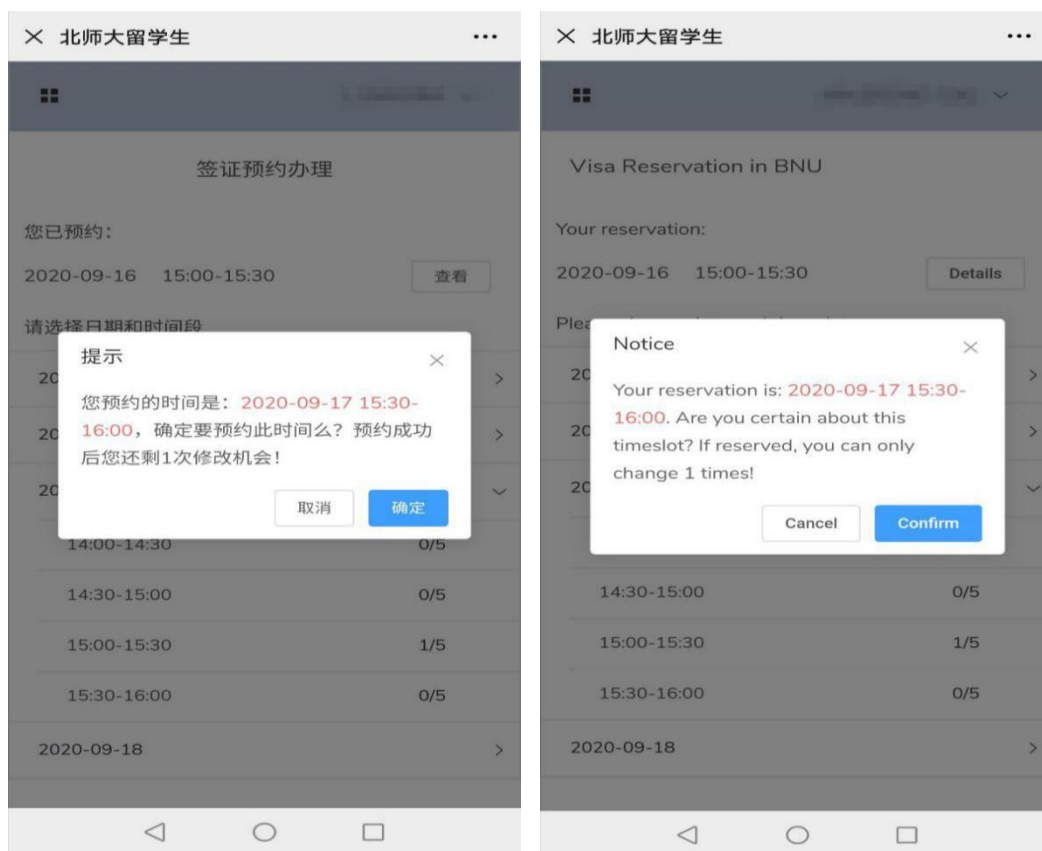 北师大留学生
签证预约办理
您已预约：
2020-09-16 15:00-15:30 查看
请选择日期和时间段
提示
您预约的时间是：2020-09-17 15:30-
16:00，确定要预约此时间么？预约成功
后您还剩1次修改机会！
取消 确定
20
20
20
14:00-14:30 0/5
14:30-15:00 0/5
15:00-15:30 1/5
15:30-16:00 0/5
2020-09-18
北师大留学生
Visa Reservation in BNU
Your reservation:
2020-09-16 15:00-15:30 Details
Notice
Your reservation is: 2020-09-17 15:30-
16:00. Are you certain about this
timeslot? If reserved, you can only
change 1 times!
Cancel Confirm
20
20
20
14:30-15:00 0/5
15:00-15:30 1/5
15:30-16:00 0/5
2020-09-18